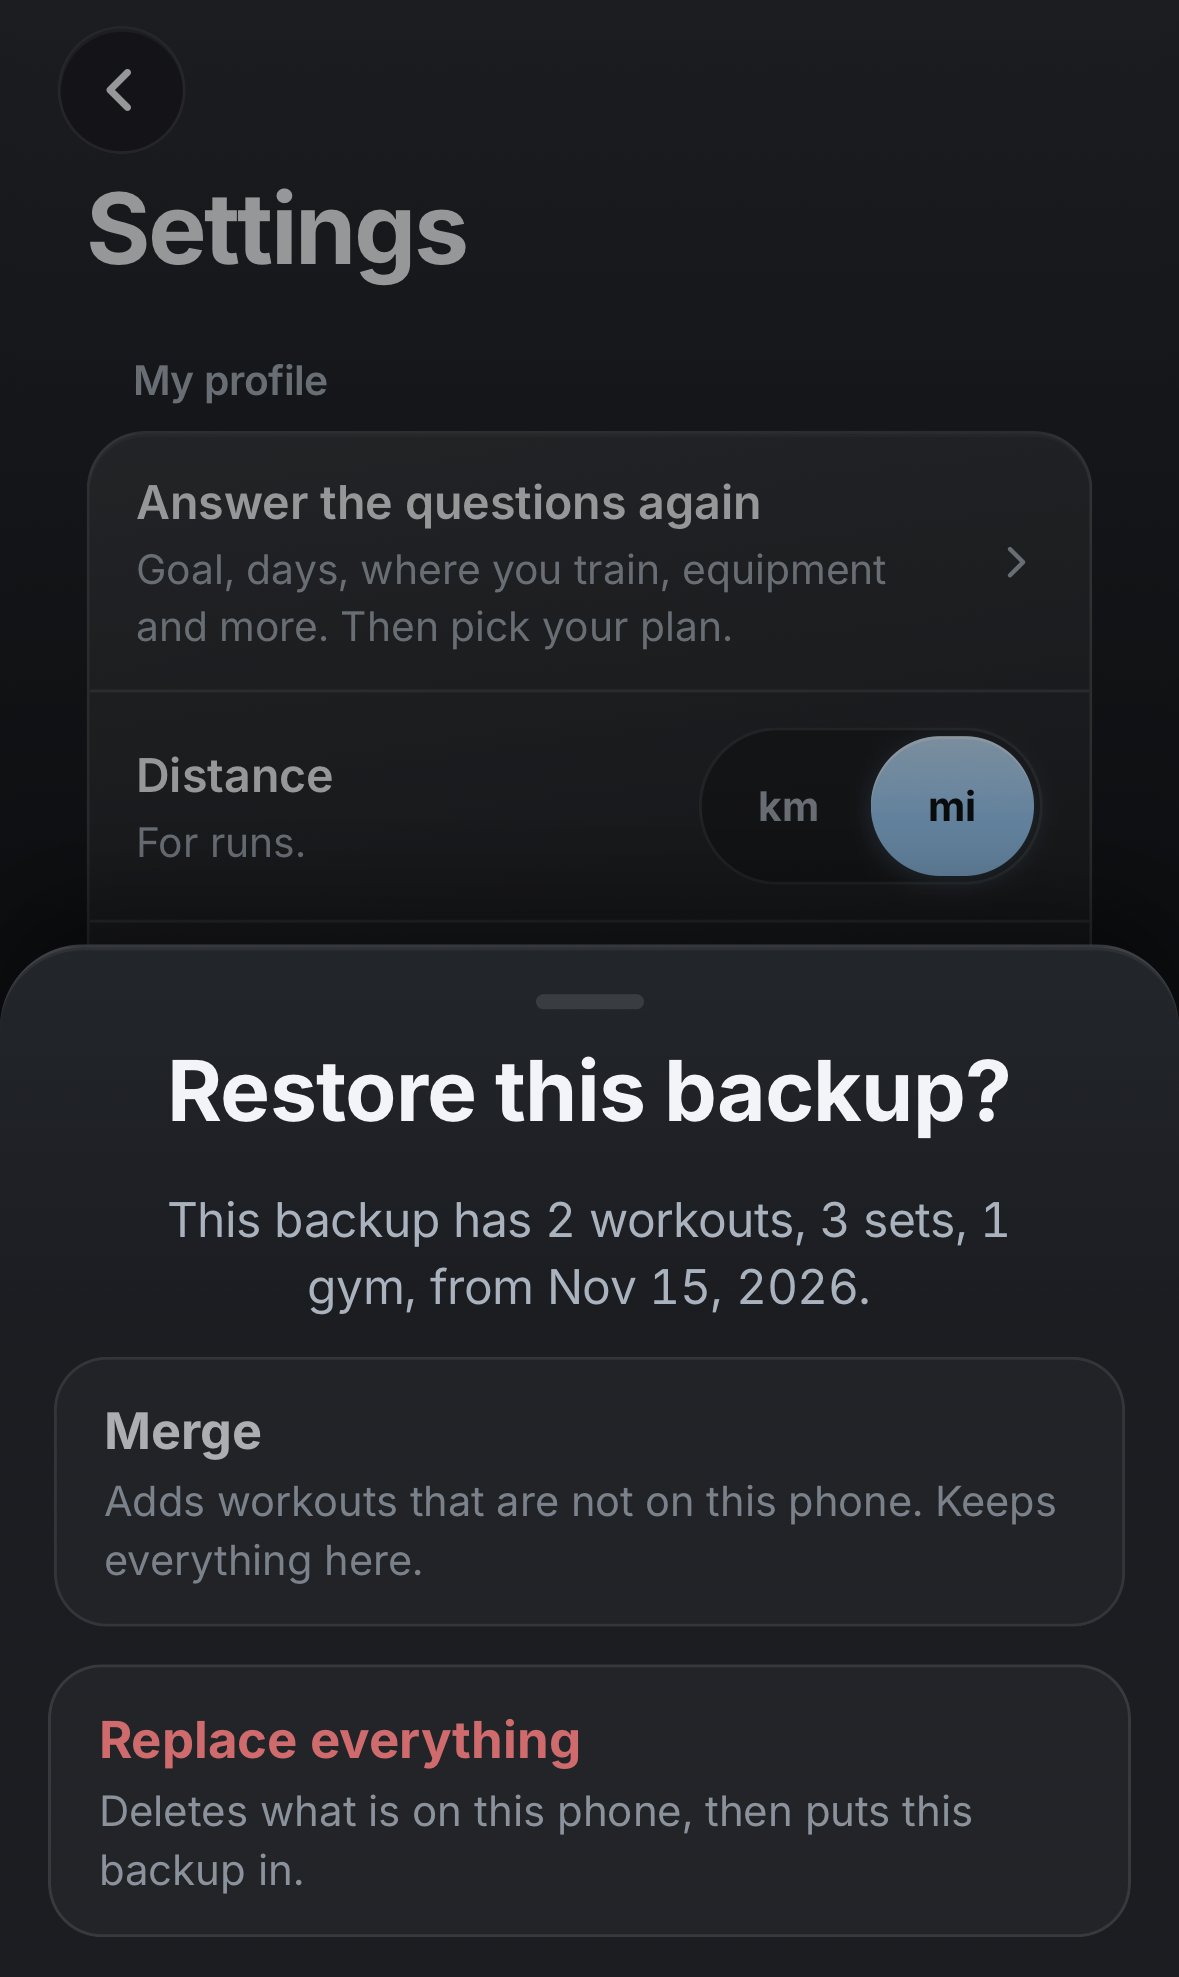 Settings
My profile
Answer the questions again
Goal, days, where you train, equipment
and more. Then pick your plan.
Distance
For runs.
km
mi
Restore this backup?
This backup has 2 workouts, 3 sets, 1
gym, from Nov 15, 2026.
Merge
Adds workouts that are not on this phone. Keeps
everything here.
Replace everything
Deletes what is on this phone, then puts this
backup in.